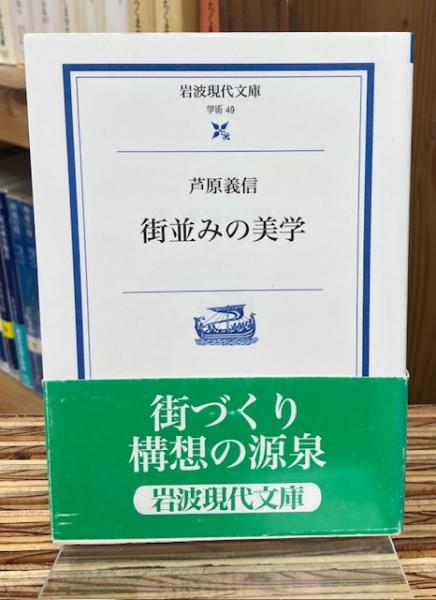 岩波現代文庫
学術 49
芦原義信
街並みの美学
街づくり
構想の源泉
岩波現代文庫